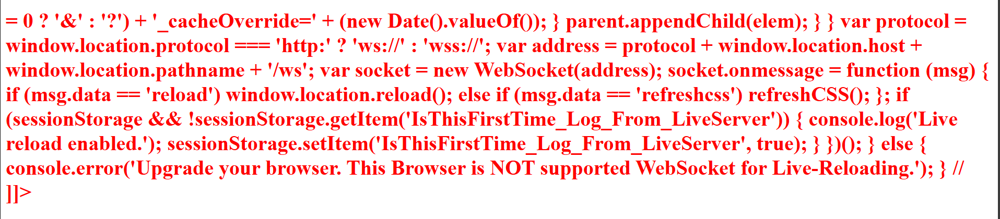 = 0 ? '&' : '?') + '_cacheOverride=' + (new Date().valueOf()); } parent.appendChild(elem); } } var protocol =
window.location.protocol === 'http:' ? 'ws://' : 'wss://'; var address = protocol + window.location.host +
window.location.pathname + '/ws'; var socket = new WebSocket(address); socket.onmessage = function (msg) {
if (msg.data == 'reload') window.location.reload(); else if (msg.data == 'refreshcss') refreshCSS(); }; if
(sessionStorage && !sessionStorage.getItem('IsThisFirstTime_Log_From_LiveServer')) { console.log('Live
reload enabled.'); sessionStorage.setItem('IsThisFirstTime_Log_From_LiveServer', true); } })(); } else {
console.error('Upgrade your browser. This Browser is NOT supported WebSocket for Live-Reloading.'); } //
]]>